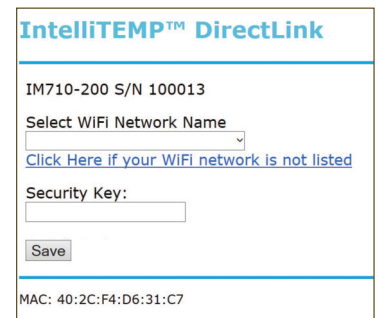 IntelliTEMP™ DirectLink
IM710-200 S/N 100013
Select WiFi Network Name
Click Here if your WiFi network is not listed
Security Key:
Save
MAC: 40:2C:F4:D6:31:C7